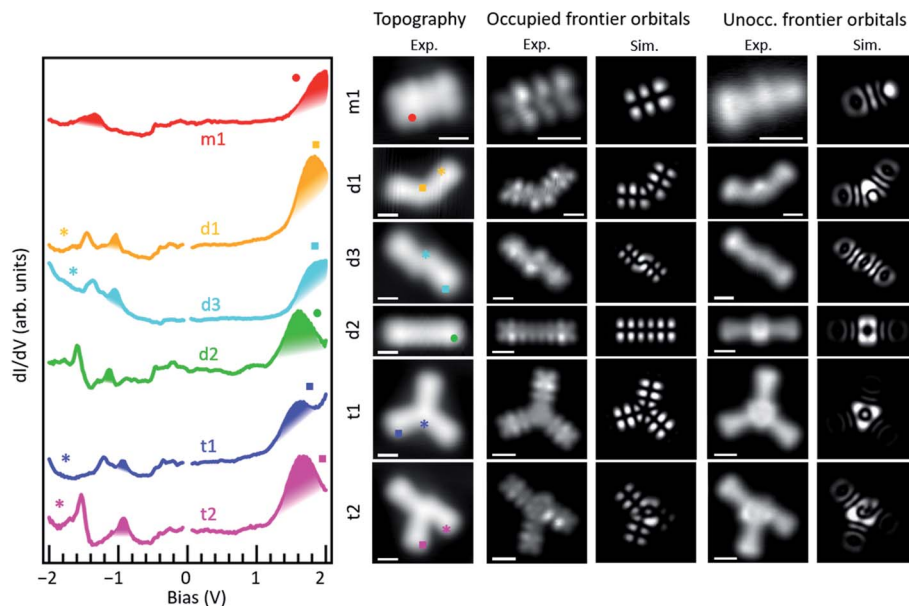 Topography Occupied frontier orbitals Unocc. frontier orbitals
Exp. Exp. Sim. Exp. Sim.
m1
d1
d3
d2
t1
t2
dI/dV (arb. units)
m1
d1
d3
d2
t1
t2
−2 −1 0 1 2
Bias (V)